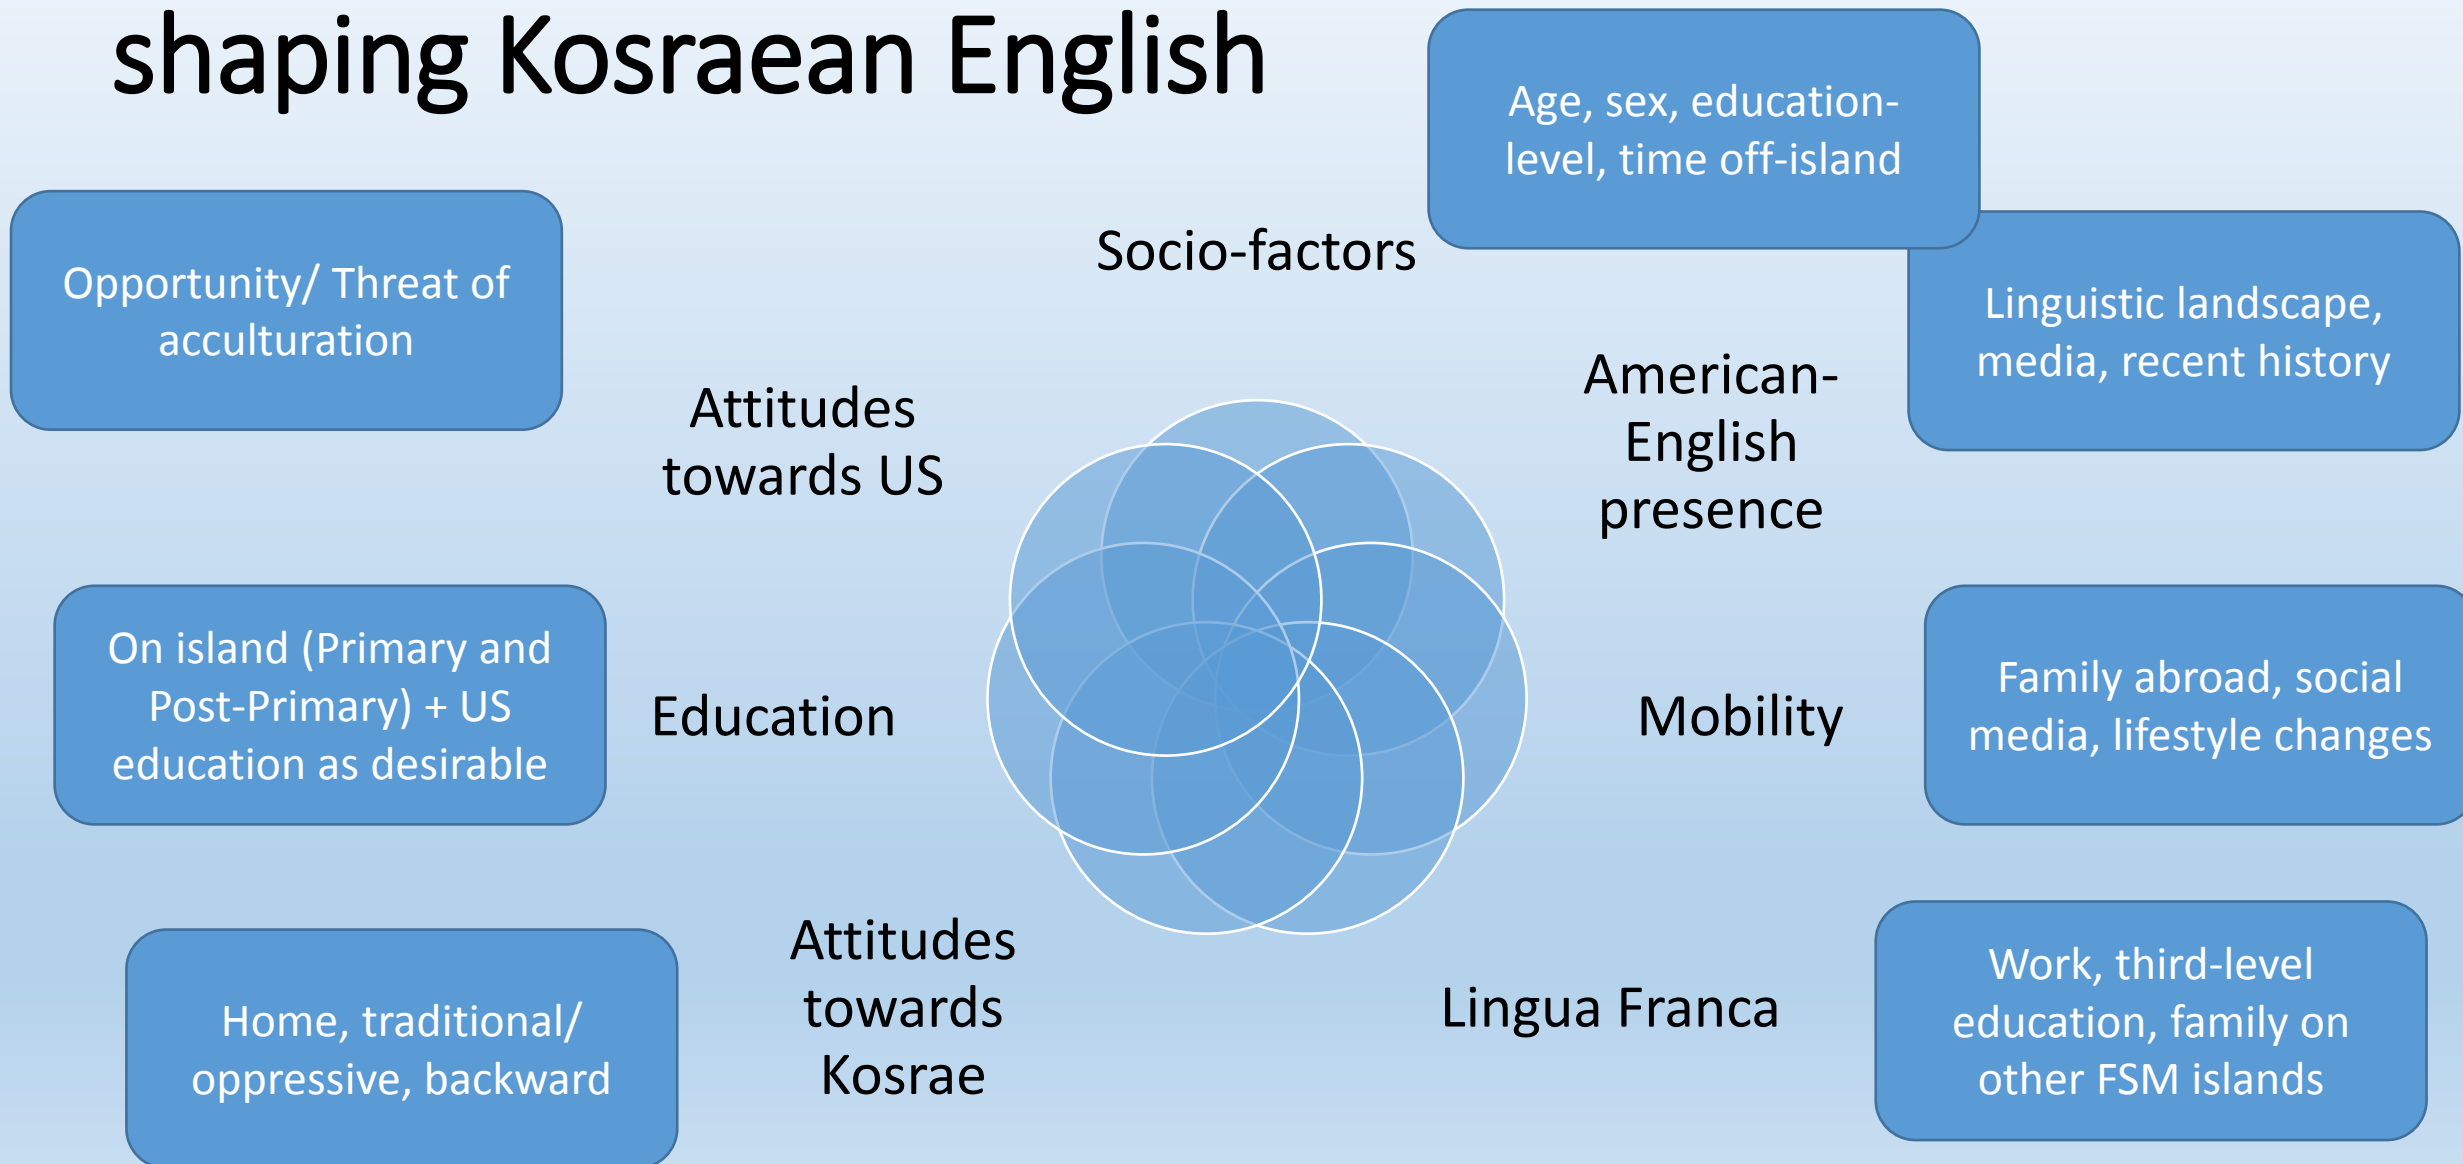 shaping Kosraean English
Age, sex, education-
level, time off-island
Socio-factors
Opportunity/ Threat of
acculturation
Linguistic landscape,
media, recent history
American-
English
presence
Attitudes
towards US
On island (Primary and
Post-Primary) + US
education as desirable
Education
Mobility
Family abroad, social
media, lifestyle changes
Home, traditional/
oppressive, backward
Attitudes
towards
Kosrae
Lingua Franca
Work, third-level
education, family on
other FSM islands